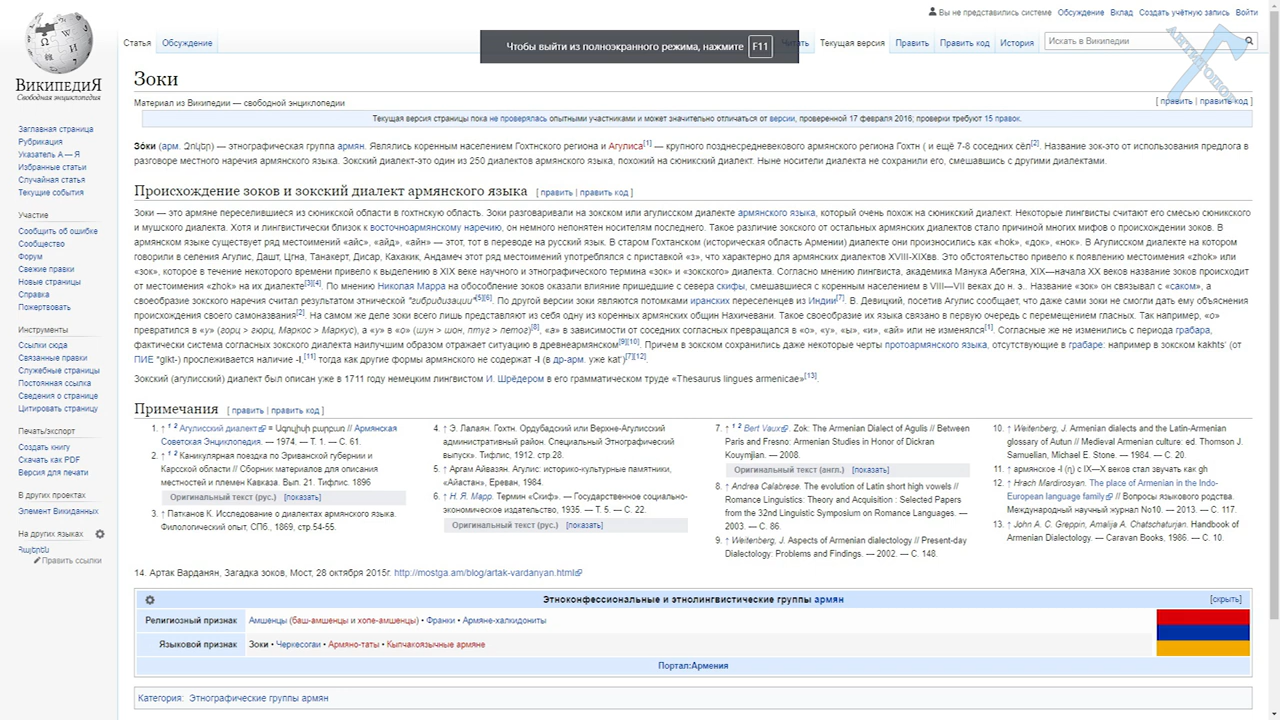 Вы не представились системе Обсуждение Вклад Создать учётную запись Войти
Статья Обсуждение Читать Текущая версия Править Править код История Искать в Википедии
Чтобы выйти из полноэкранного режима, нажмите F11
АНТИТОПОР
ВИКИПЕДИЯ
Свободная энциклопедия
Заглавная страница
Рубрикация
Указатель А — Я
Избранные статьи
Случайная статья
Текущие события
Участие
Сообщить об ошибке
Сообщество
Форум
Свежие правки
Новые страницы
Справка
Пожертвовать
Инструменты
Ссылки сюда
Связанные правки
Служебные страницы
Постоянная ссылка
Сведения о странице
Цитировать страницу
Печать/экспорт
Создать книгу
Скачать как PDF
Версия для печати
В других проектах
Элемент Викиданных
На других языках
Հայերեն
Править ссылки
Зоки
Материал из Википедии — свободной энциклопедии [ править | править код ]
Текущая версия страницы пока не проверялась опытными участниками и может значительно отличаться от версии, проверенной 17 февраля 2016; проверки требуют 15 правок.
Зо́ки (арм. Զոկեր) — этнографическая группа армян. Являлись коренным населением Гохтнского региона и Агулиса[1] — крупного позднесредневекового армянского региона Гохтн ( и ещё 7-8 соседних сёл[2]. Название зок-это от использования предлога в
разговоре местного наречия армянского языка. Зокский диалект-это один из 250 диалектов армянского языка, похожий на сюникский диалект. Ныне носители диалекта не сохранили его, смешавшись с другими диалектами.
Происхождение зоков и зокский диалект армянского языка [ править | править код ]
Зоки — это армяне переселившиеся из сюникской области в гохтнскую область. Зоки разговаривали на зокском или агулисском диалекте армянского языка, который очень похож на сюникский диалект. Некоторые лингвисты считают его смесью сюникского
и мушского диалекта. Хотя и лингвистически близок к восточноармянскому наречию, он немного непонятен носителям последнего. Такое различие зокского от остальных армянских диалектов стало причиной многих мифов о происхождении зоков. В
армянском языке существует ряд местоимений «айс», «айд», «айн» — этот, тот в переводе на русский язык. В старом Гохтанском (историческая область Армении) диалекте они произносились как «hok», «док», «нок». В Агулисском диалекте на котором
говорили в селения Агулис, Дашт, Цгна, Танакерт, Дисар, Кахакик, Андамеч этот ряд местоимений употреблялся с приставкой «з», что характерно для армянских диалектов XVIII-XIXвв. Это обстоятельство привело к появлению местоимения «zhok» или
«зок», которое в течение некоторого времени привело к выделению в XIX веке научного и этнографического термина «зок» и «зокского» диалекта. Согласно мнению лингвиста, академика Манука Абегяна, XIX—начала XX веков название зоков происходит
от местоимения «zhok» на их диалекте[3][4]. По мнению Николая Марра на обособление зоков оказали влияние пришедшие с севера скифы, смешавшиеся с коренным населением в VIII—VII веках до н. э.. Название «зок» он связывал с «саком», а
своеобразие зокского наречия считал результатом этнической "гибридизации"[5][6]. По другой версии зоки являются потомками иранских переселенцев из Индии[7]. В. Девицкий, посетив Агулис сообщает, что даже сами зоки не смогли дать ему объяснения
происхождения своего самоназвания[2]. На самом же деле зоки всего лишь представляют из себя одну из коренных армянских общин Нахичевани. Такое своеобразие их языка связано в первую очередь с перемещением гласных. Так например, «о»
превратился в «у» (горц > гюрц, Маркос > Маркус), а «у» в «о» (шун > шон, птуг > петог)[8], «а» в зависимости от соседних согласных превращался в «о», «у», «ы», «и», «ай» или не изменялся[1]. Согласные же не изменились с периода грабара,
фактически система согласных зокского диалекта наилучшим образом отражает ситуацию в древнеармянском[9][10]. Причем в зокском сохранились даже некоторые черты протоармянского языка, отсутствующие в грабаре: например в зокском kakhts' (от
ПИЕ *glkt-) прослеживается наличие -l,[11] тогда как другие формы армянского не содержат -l (в др-арм. уже kat')[7][12].
Зокский (агулисский) диалект был описан уже в 1711 году немецким лингвистом И. Шрёдером в его грамматическом труде «Thesaurus lingues armenicae»[13].
Примечания [ править | править код ]
1. ↑ 1 2 Агулисский диалект = Ագուլիս բարբառ // Армянская
Советская Энциклопедия. — 1974. — Т. 1. — С. 61.
2. ↑ 1 2 Каникулярная поездка по Эриванской губернии и
Карсской области // Сборник материалов для описания
местностей и племен Кавказа. Вып. 21. Тифлис. 1896
Оригинальный текст (рус.) [показать]
3. ↑ Патканов К. Исследование о диалектах армянского языка.
Филологический опыт, СПб., 1869, стр.54-55.
4. ↑ Э. Лалаян. Гохтн. Ордубадский или Верхне-Агулисский
административный район. Специальный Этнографический
выпуск. Тифлис, 1912. стр.28.
5. ↑ Аргам Айвазян. Агулис: историко-культурные памятники,
«Айастан», Ереван, 1984.
6. ↑ Н. Я. Марр. Термин «Скиф». — Государственное социально-
экономическое издательство, 1935. — Т. 5. — С. 22.
Оригинальный текст (рус.) [показать]
7. ↑ 1 2 Bert Vaux. Zok: The Armenian Dialect of Agulis // Between
Paris and Fresno: Armenian Studies in Honor of Dickran
Kouymjian. — 2008.
Оригинальный текст (англ.) [показать]
8. ↑ Andrea Calabrese. The evolution of Latin short high vowels //
Romance Linguistics: Theory and Acquisition : Selected Papers
from the 32nd Linguistic Symposium on Romance Languages. —
2003. — С. 86.
9. ↑ Weitenberg, J. Aspects of Armenian dialectology // Present-day
Dialectology: Problems and Findings. — 2002. — С. 148.
10. ↑ Weitenberg, J. Armenian dialects and the Latin-Armenian
glossary of Autun // Medieval Armenian culture: ed. Thomson J.
Samuelian, Michael E. Stone. — 1984. — С. 20.
11. ↑ армянское -l (ղ) с IX—X веков стал звучать как gh
12. ↑ Hrach Mardirosyan. The place of Armenian in the Indo-
European language family // Вопросы языкового родства.
Международный научный журнал No10. — 2013. — С. 117.
13. ↑ John A. C. Greppin, Amalija A. Chatschaturjan. Handbook of
Armenian Dialectology. — Caravan Books, 1986. — С. 10.
14. Артак Варданян, Загадка зоков, Мост, 28 октября 2015г. http://mostga.am/blog/artak-vardanyan.html
Этноконфессиональные и этнолингвистические группы армян [скрыть]
Религиозный признак Амшенцы (баш-амшенцы и хопе-амшенцы) • Франки • Армяне-халкидониты
Языковой признак Зоки • Черкесогаи • Армяно-таты • Кыпчакоязычные армяне
Портал:Армения
Категория: Этнографические группы армян